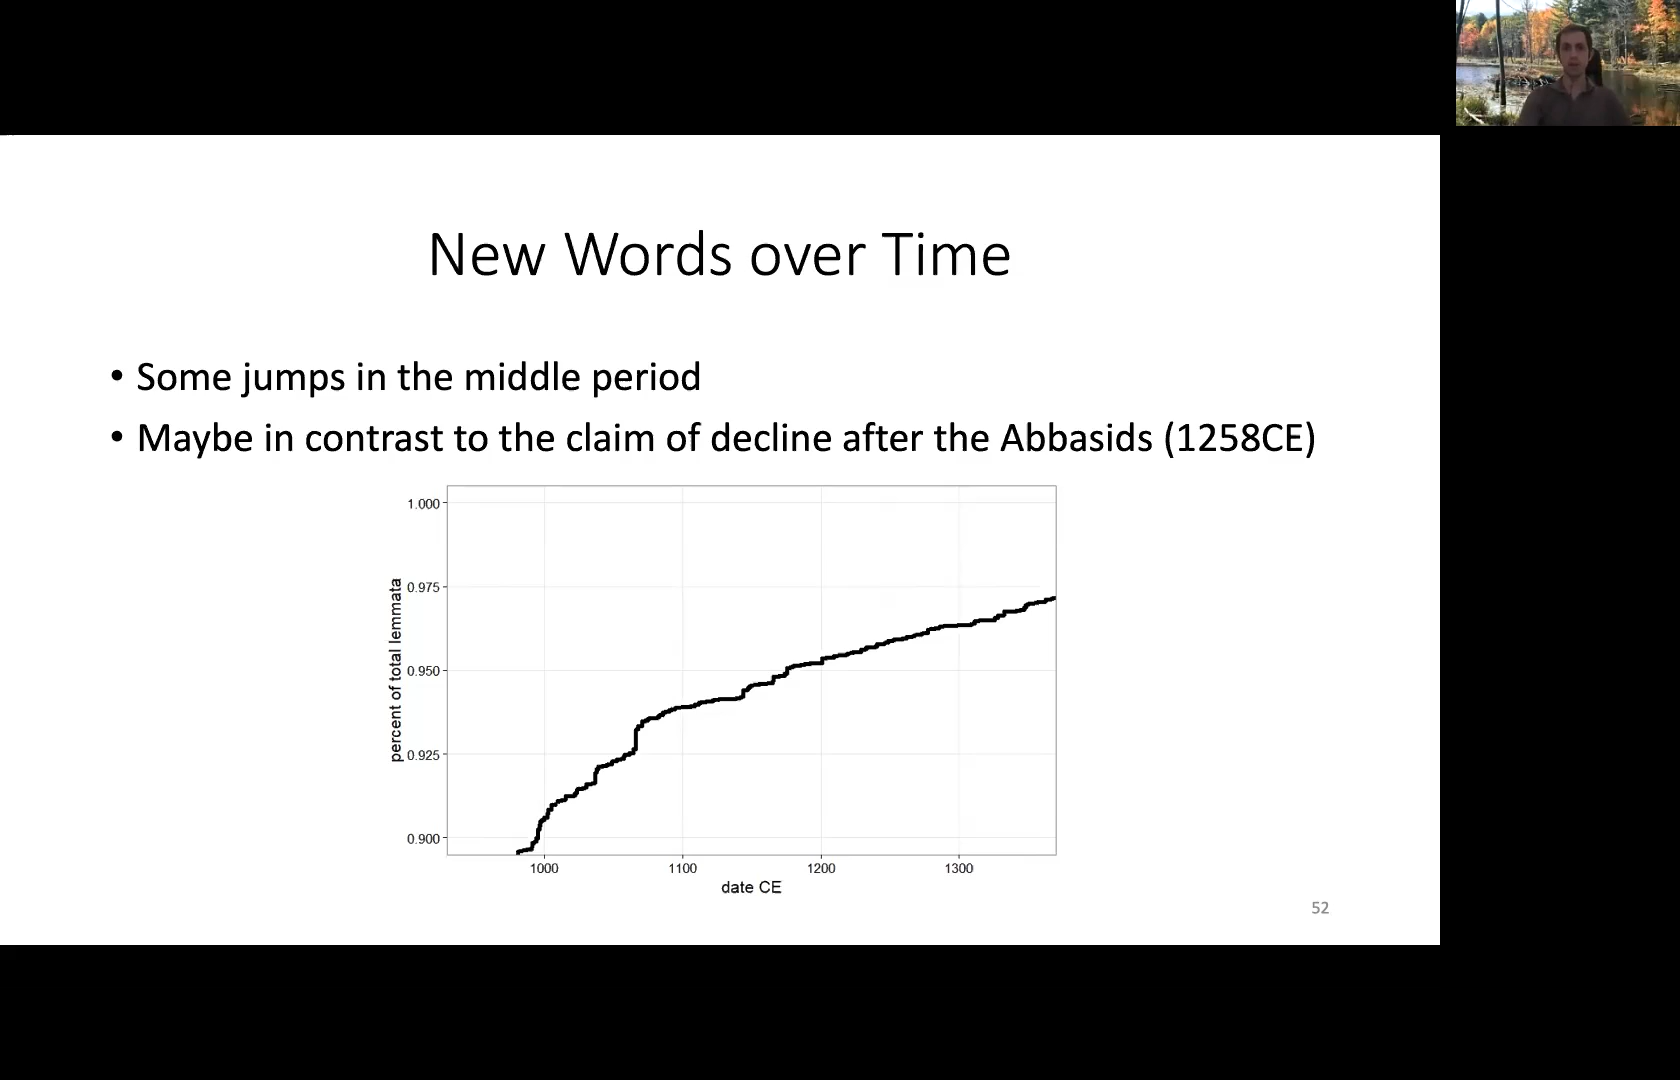 New Words over Time
• Some jumps in the middle period
• Maybe in contrast to the claim of decline after the Abbasids (1258CE)
1.000
0.975
0.950
0.925
0.900
percent of total lemmata
1000 1100 1200 1300
date CE
52